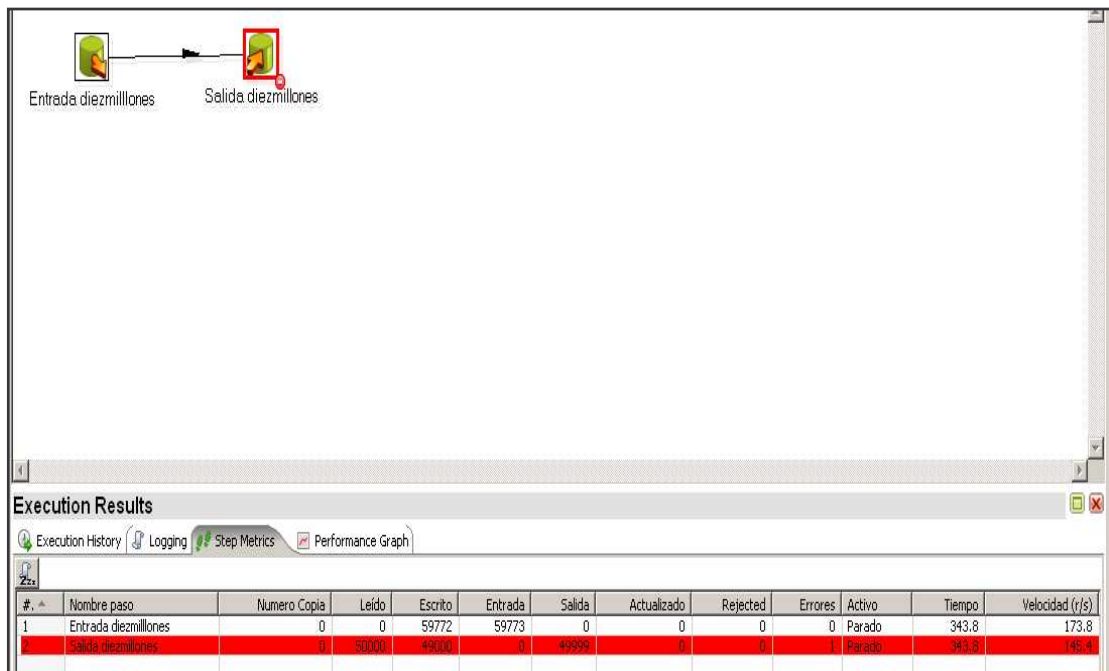 Entrada diezmilllones
Salida diezmillones
Execution Results
Execution History Logging Step Metrics Performance Graph
#. Nombre paso Numero Copia Leído Escrito Entrada Salida Actualizado Rejected Errores Activo Tiempo Velocidad (r/s)
1 Entrada diezmilllones 0 0 59772 59773 0 0 0 0 Parado 343.8 173.8
2 Salida diezmillones 0 50000 49000 0 49999 0 0 1 Parado 343.8 145.4